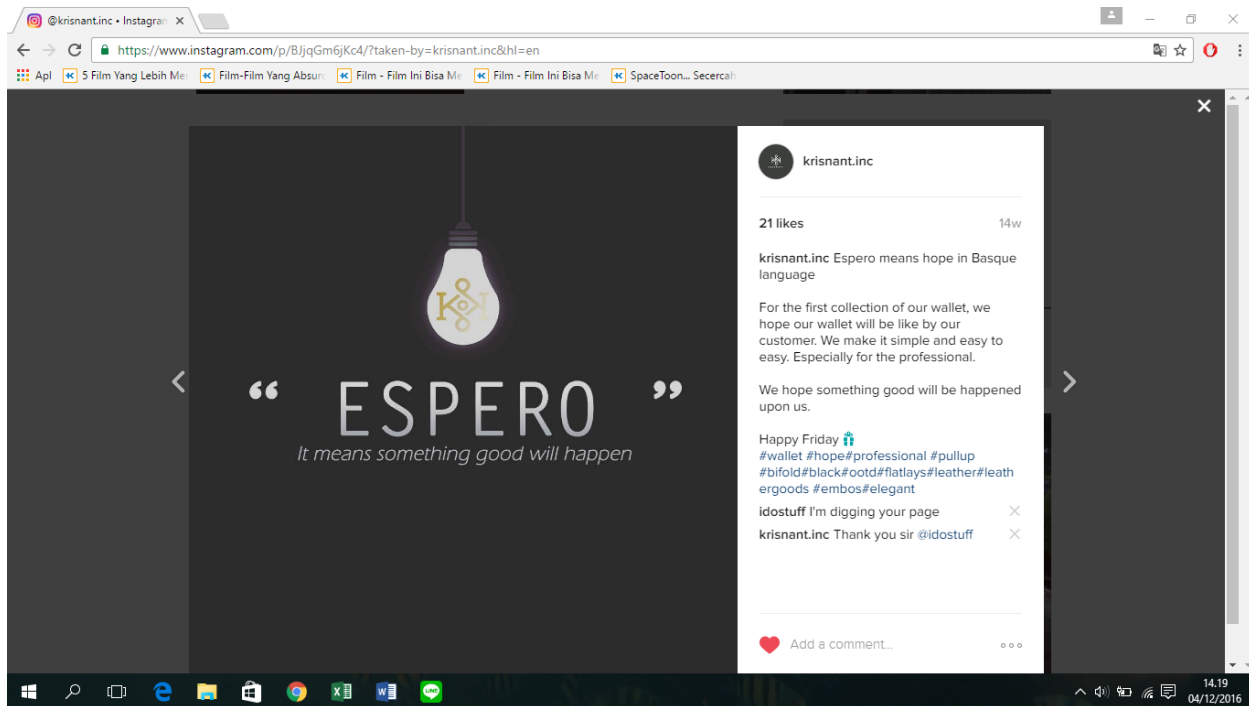 @krisnant.inc • Instagram
https://www.instagram.com/p/BJjqGm6jKc4/?taken-by=krisnant.inc&hl=en
Apl 5 Film Yang Lebih Me Film-Film Yang Absur Film - Film Ini Bisa Me Film - Film Ini Bisa Me SpaceToon... Secercah
“ ESPERO ”
It means something good will happen
krisnant.inc
21 likes 14w
krisnant.inc Espero means hope in Basque
language
For the first collection of our wallet, we
hope our wallet will be like by our
customer. We make it simple and easy to
easy. Especially for the professional.
We hope something good will be happened
upon us.
Happy Friday
#wallet #hope#professional #pullup
#bifold#black#ootd#flatlays#leather#leath
ergoods #embos#elegant
idostuff I'm digging your page
krisnant.inc Thank you sir @idostuff
Add a comment...
14.19
04/12/2016